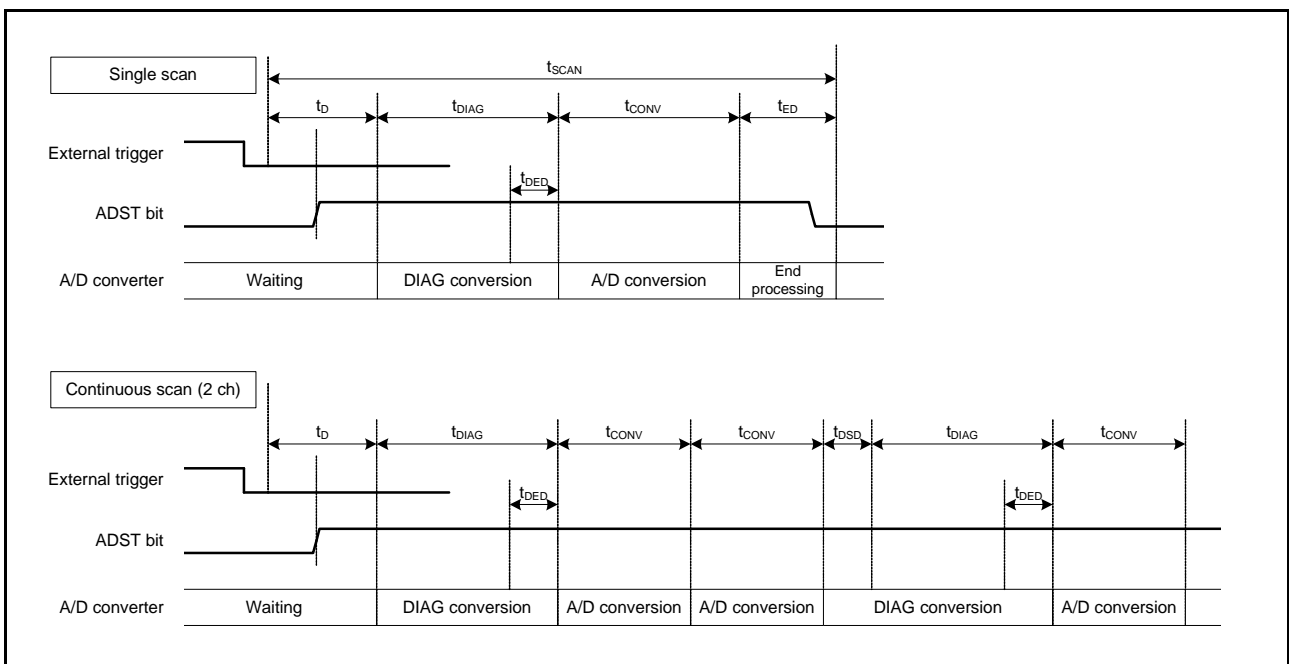 Single scan
tSCAN
tD
tDIAG
tCONV
tED
External trigger
tDED
ADST bit
A/D converter
Waiting
DIAG conversion
A/D conversion
End
processing
Continuous scan (2 ch)
tD
tDIAG
tCONV
tCONV
tDSD
tDIAG
tCONV
External trigger
tDED
tDED
ADST bit
A/D converter
Waiting
DIAG conversion
A/D conversion
A/D conversion
DIAG conversion
A/D conversion